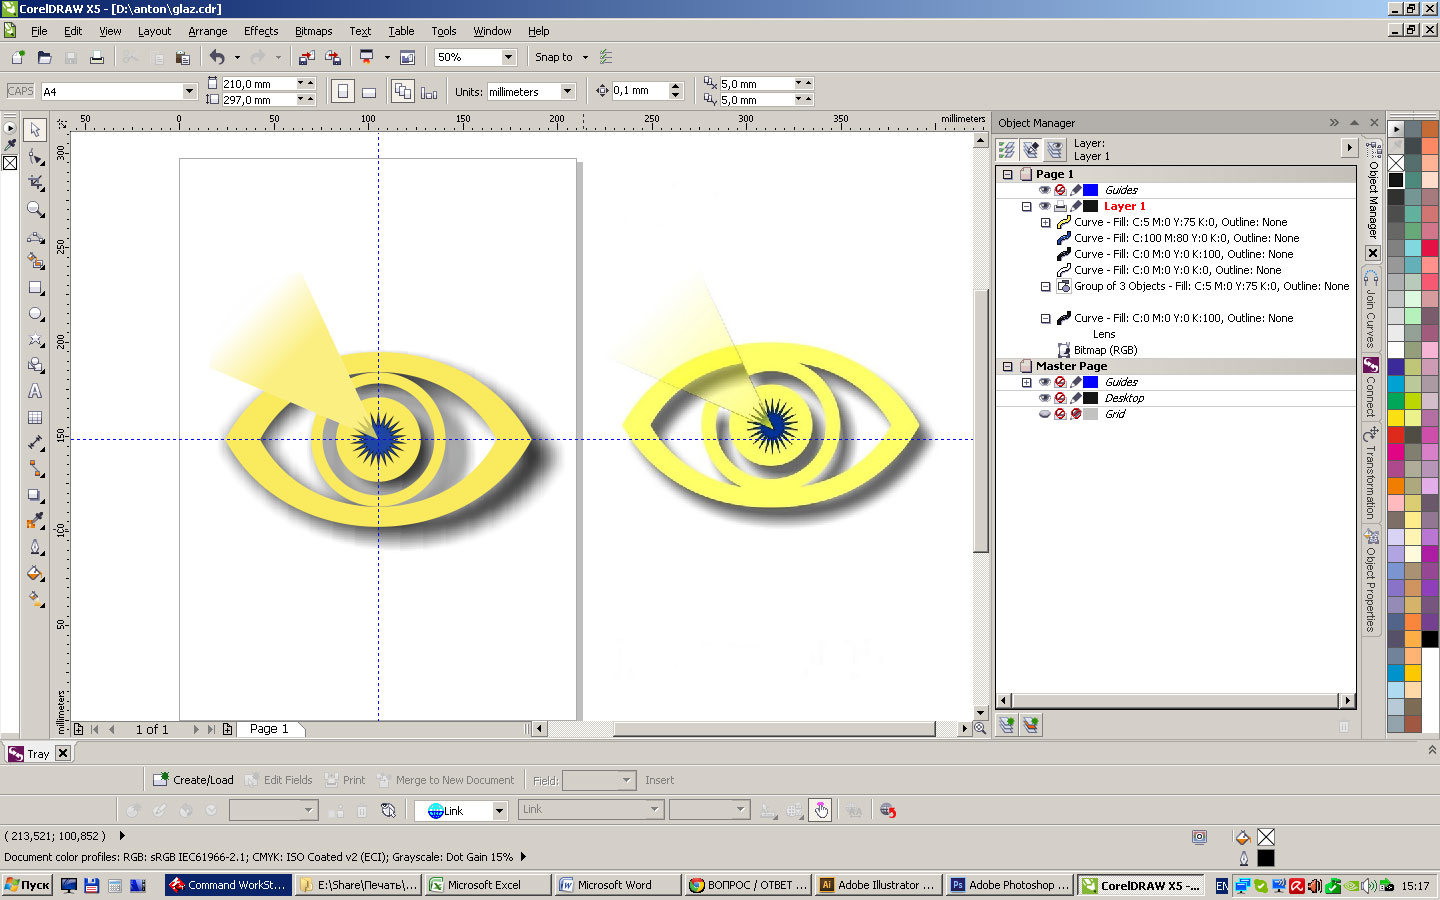 CorelDRAW X5 - [D:\anton\glaz.cdr]
File Edit View Layout Arrange Effects Bitmaps Text Table Tools Window Help
50% Snap to
CAPS A4 210,0 mm 297,0 mm Units: millimeters 0,1 mm 5,0 mm 5,0 mm
50 0 50 100 150 200 250 300 350 millimeters
300
250
200
150
100
50
millimeters
Object Manager
Layer:
Layer 1
Page 1
Guides
Layer 1
Curve - Fill: C:5 M:0 Y:75 K:0, Outline: None
Curve - Fill: C:100 M:80 Y:0 K:0, Outline: None
Curve - Fill: C:0 M:0 Y:0 K:100, Outline: None
Curve - Fill: C:0 M:0 Y:0 K:0, Outline: None
Group of 3 Objects - Fill: C:5 M:0 Y:75 K:0, Outline: None
Curve - Fill: C:0 M:0 Y:0 K:100, Outline: None
Lens
Bitmap (RGB)
Master Page
Guides
Desktop
Grid
Object Manager
Join Curves
Connect
Transformation
Object Properties
1 of 1 Page 1
Tray
Create/Load Edit Fields Print Merge to New Document Field: Insert
Link Link
( 213,521; 100,852 )
Document color profiles: RGB: sRGB IEC61966-2.1; CMYK: ISO Coated v2 (ECI); Grayscale: Dot Gain 15%
Пуск Command WorkSt... E:\Share\Печать\... Microsoft Excel Microsoft Word ВОПРОС / ОТВЕТ ... Adobe Illustrator ... Adobe Photoshop ... CorelDRAW X5 -... EN 15:17